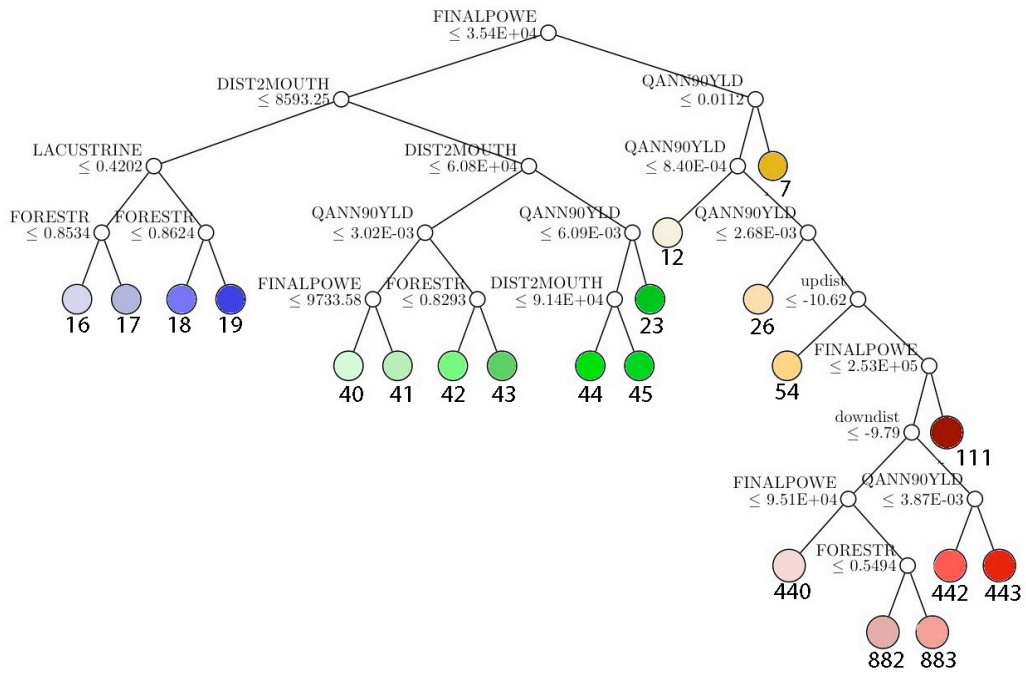 FINALPOWE
≤ 3.54E+04
DIST2MOUTH
≤ 8593.25
QANN90YLD
≤ 0.0112
LACUSTRINE
≤ 0.4202
DIST2MOUTH
≤ 6.08E+04
QANN90YLD
≤ 8.40E-04
7
FORESTR
≤ 0.8534
FORESTR
≤ 0.8624
QANN90YLD
≤ 3.02E-03
QANN90YLD
≤ 6.09E-03
12
QANN90YLD
≤ 2.68E-03
16
17
18
19
FINALPOWE
≤ 9733.58
FORESTR
≤ 0.8293
DIST2MOUTH
≤ 9.14E+04
23
26
updist
≤ -10.62
40
41
42
43
44
45
54
FINALPOWE
≤ 2.53E+05
downdist
≤ -9.79
111
FINALPOWE
≤ 9.51E+04
QANN90YLD
≤ 3.87E-03
440
FORESTR
≤ 0.5494
442
443
882
883